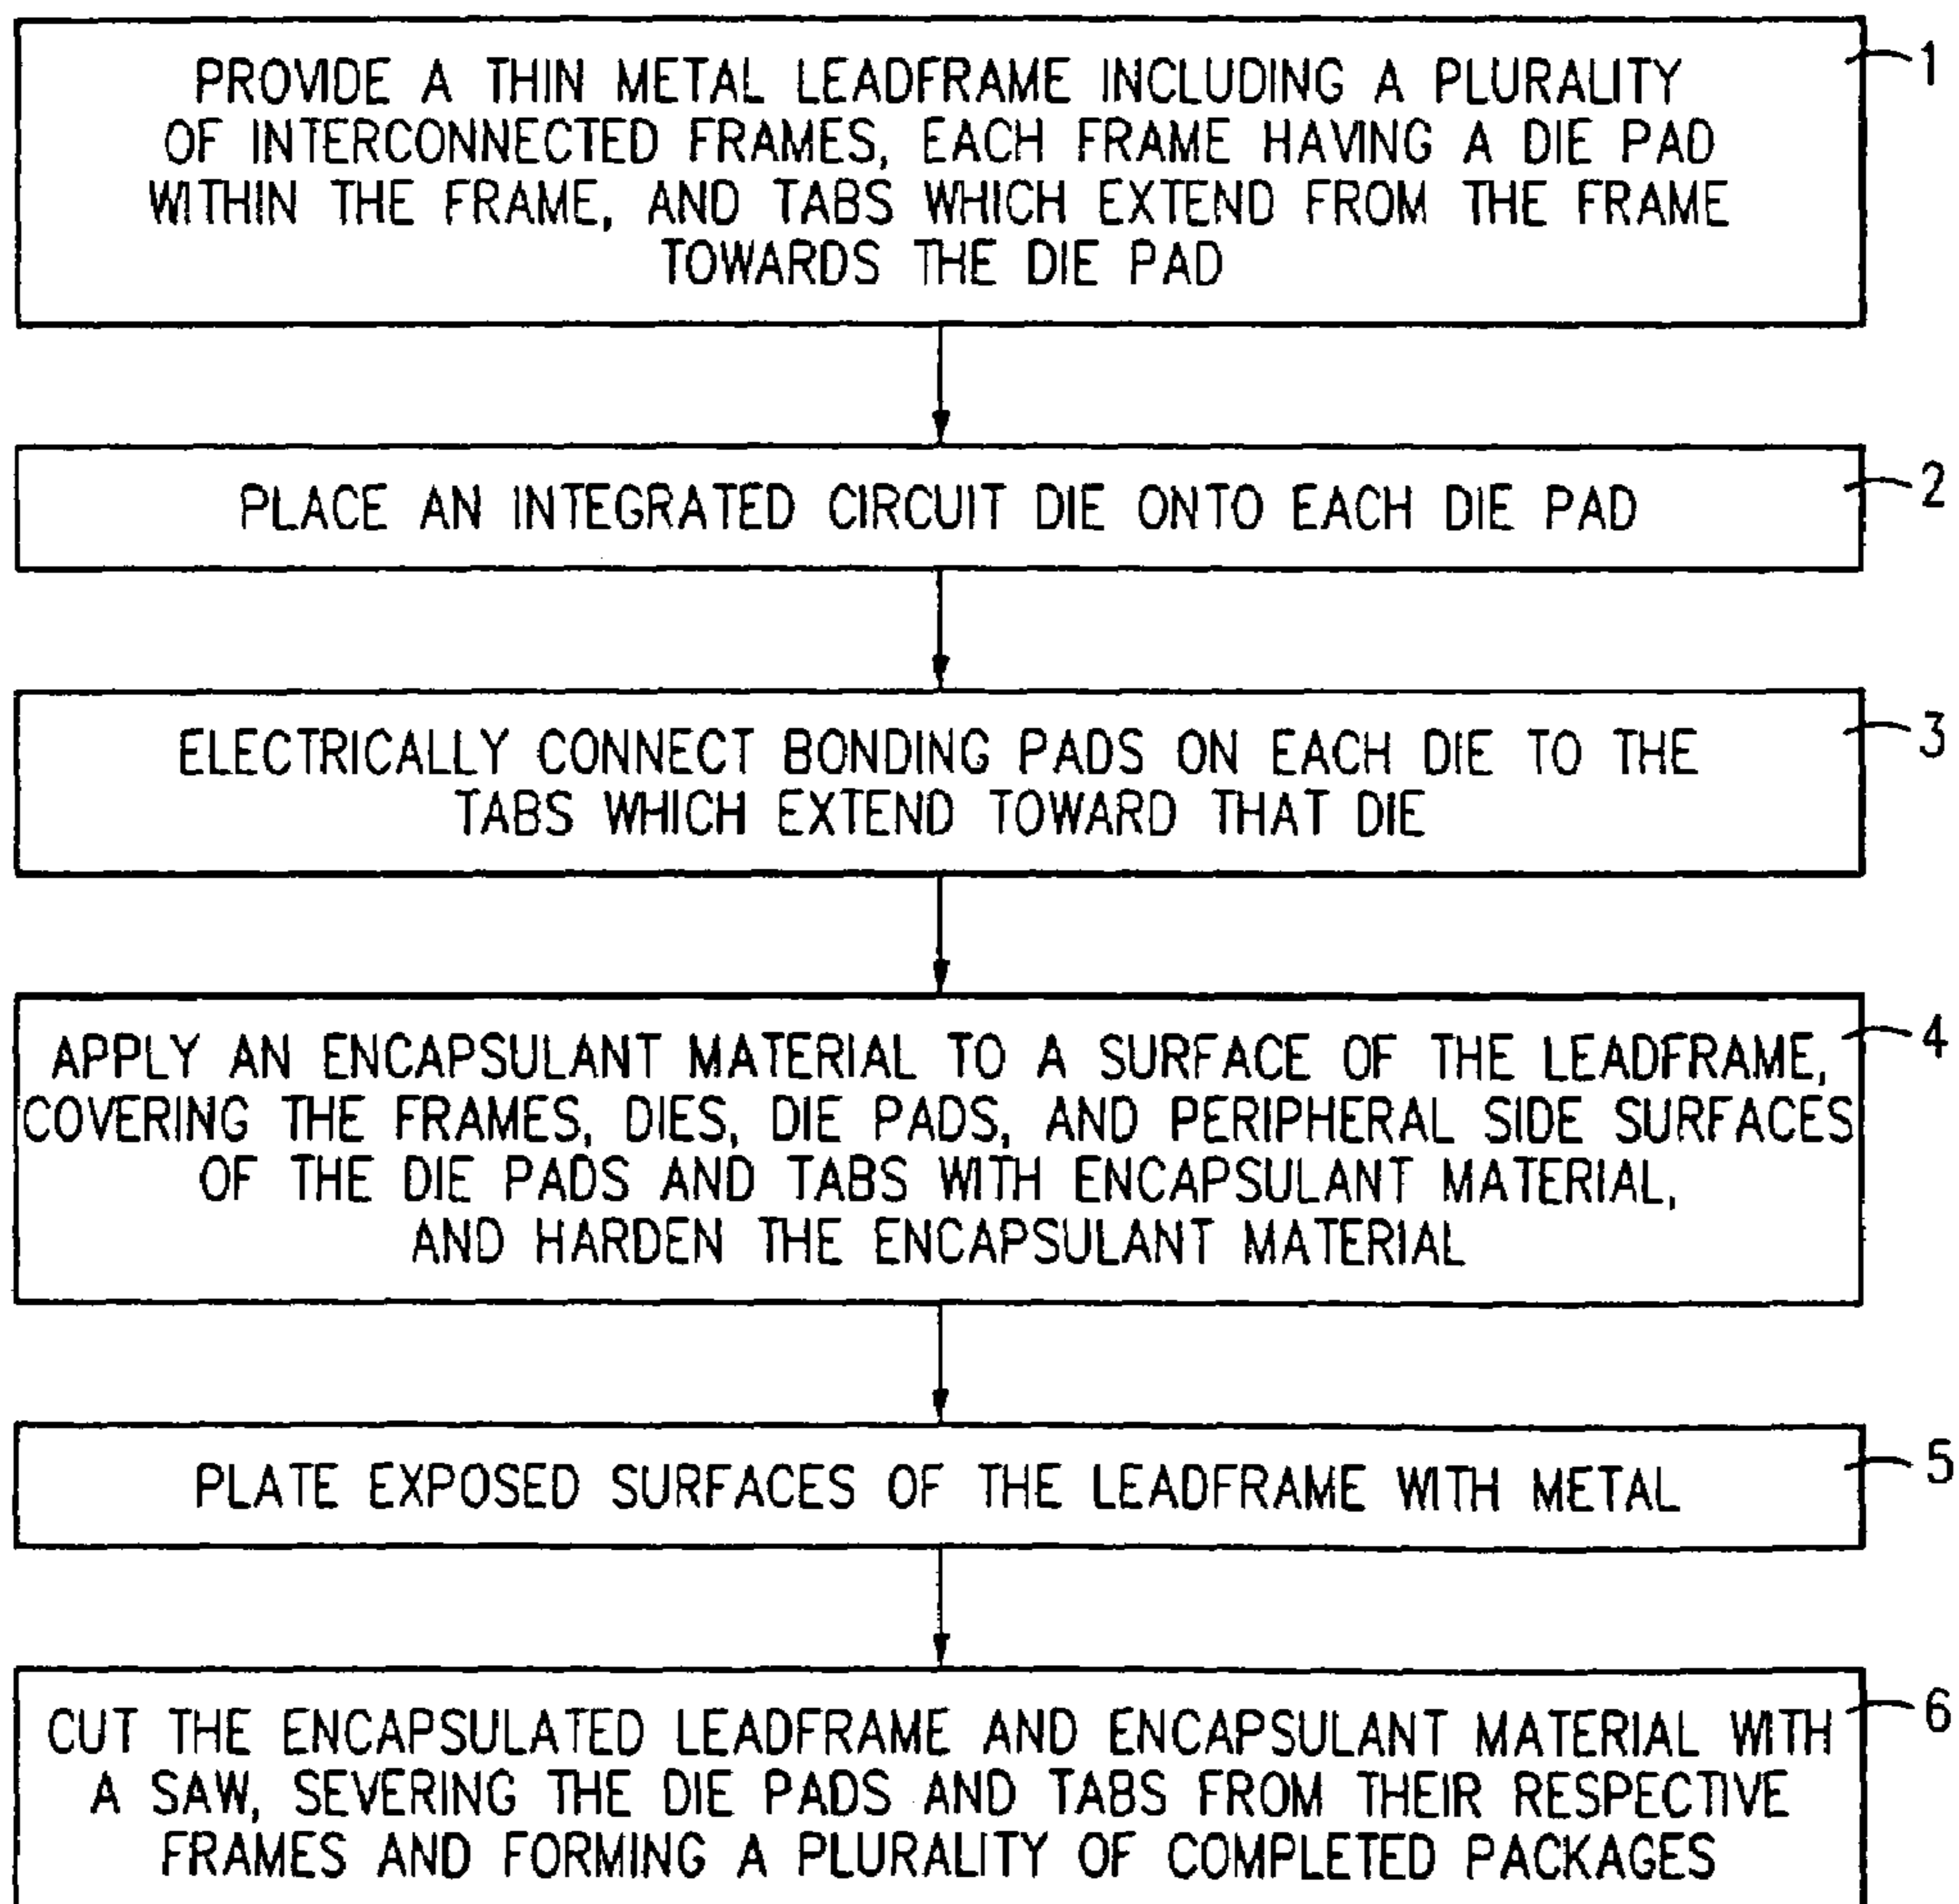 PROVIDE A THIN METAL LEADFRAME INCLUDING A PLURALITY
OF INTERCONNECTED FRAMES, EACH FRAME HAVING A DIE PAD
WITHIN THE FRAME, AND TABS WHICH EXTEND FROM THE FRAME
TOWARDS THE DIE PAD
1
PLACE AN INTEGRATED CIRCUIT DIE ONTO EACH DIE PAD
2
ELECTRICALLY CONNECT BONDING PADS ON EACH DIE TO THE
TABS WHICH EXTEND TOWARD THAT DIE
3
APPLY AN ENCAPSULANT MATERIAL TO A SURFACE OF THE LEADFRAME,
COVERING THE FRAMES, DIES, DIE PADS, AND PERIPHERAL SIDE SURFACES
OF THE DIE PADS AND TABS WITH ENCAPSULANT MATERIAL,
AND HARDEN THE ENCAPSULANT MATERIAL
4
PLATE EXPOSED SURFACES OF THE LEADFRAME WITH METAL
5
CUT THE ENCAPSULATED LEADFRAME AND ENCAPSULANT MATERIAL WITH
A SAW, SEVERING THE DIE PADS AND TABS FROM THEIR RESPECTIVE
FRAMES AND FORMING A PLURALITY OF COMPLETED PACKAGES
6